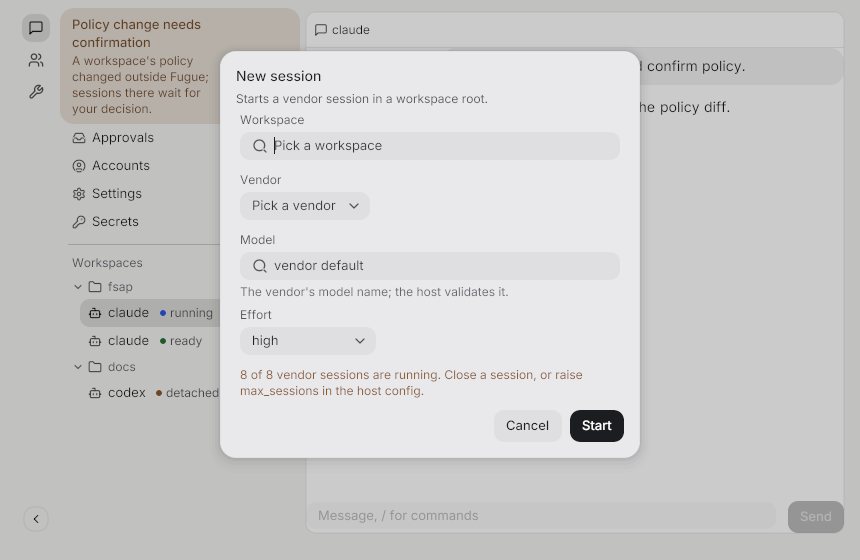 Policy change needs
confirmation
A workspace's policy
changed outside Fugue;
sessions there wait for
your decision.
Approvals
Accounts
Settings
Secrets
Workspaces
fsap
claude running
claude ready
docs
codex detached
claude
confirm policy.
he policy diff.
New session
Starts a vendor session in a workspace root.
Workspace
Pick a workspace
Vendor
Pick a vendor
Model
vendor default
The vendor's model name; the host validates it.
Effort
high
8 of 8 vendor sessions are running. Close a session, or raise
max_sessions in the host config.
Cancel
Start
Message, / for commands
Send